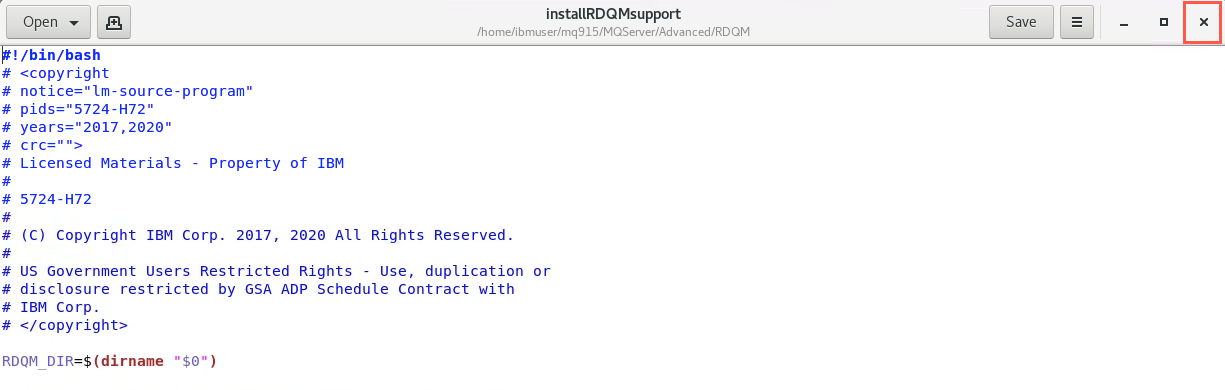 Open
installRDQMsupport
/home/ibmuser/mq915/MQServer/Advanced/RDQM
Save
#!/bin/bash
# <copyright
# notice="lm-source-program"
# pids="5724-H72"
# years="2017,2020"
# crc="">
# Licensed Materials - Property of IBM
#
# 5724-H72
#
# (C) Copyright IBM Corp. 2017, 2020 All Rights Reserved.
#
# US Government Users Restricted Rights - Use, duplication or
# disclosure restricted by GSA ADP Schedule Contract with
# IBM Corp.
# </copyright>
RDQM_DIR=$(dirname "$0")